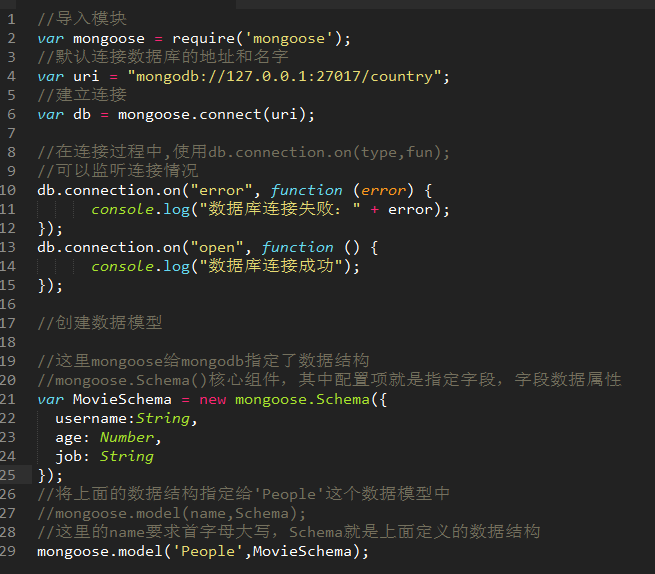 1 //导入模块
2 var mongoose = require('mongoose');
3 //默认连接数据库的地址和名字
4 var uri = "mongodb://127.0.0.1:27017/country";
5 //建立连接
6 var db = mongoose.connect(uri);
7
8 //在连接过程中,使用db.connection.on(type,fun);
9 //可以监听连接情况
10 db.connection.on("error", function (error) {
11 console.log("数据库连接失败：" + error);
12 });
13 db.connection.on("open", function () {
14 console.log("数据库连接成功");
15 });
16
17 //创建数据模型
18
19 //这里mongoose给mongodb指定了数据结构
20 //mongoose.Schema()核心组件，其中配置项就是指定字段，字段数据属性
21 var MovieSchema = new mongoose.Schema({
22 username:String,
23 age: Number,
24 job: String
25 });
26 //将上面的数据结构指定给'People'这个数据模型中
27 //mongoose.model(name,Schema);
28 //这里的name要求首字母大写，Schema就是上面定义的数据结构
29 mongoose.model('People',MovieSchema);